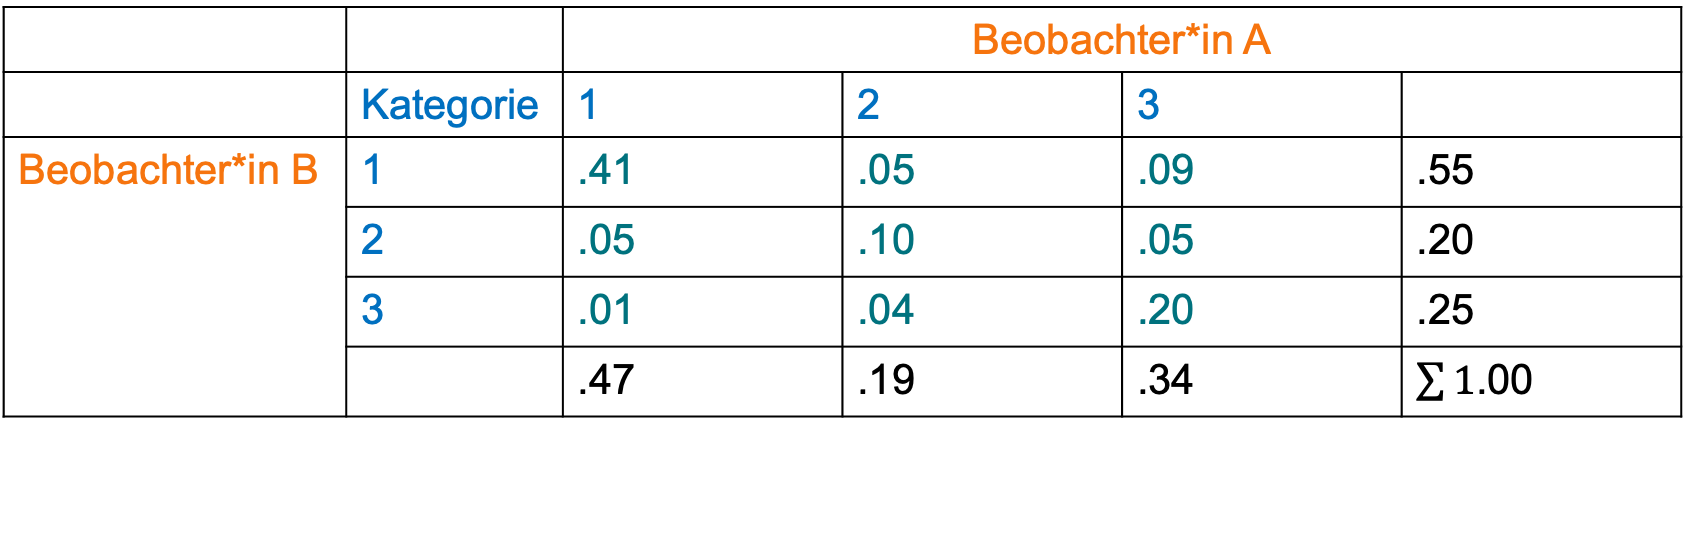 Beobachter*in A
Kategorie 1 2 3
Beobachter*in B 1 .41 .05 .09 .55
2 .05 .10 .05 .20
3 .01 .04 .20 .25
.47 .19 .34 ∑ 1.00